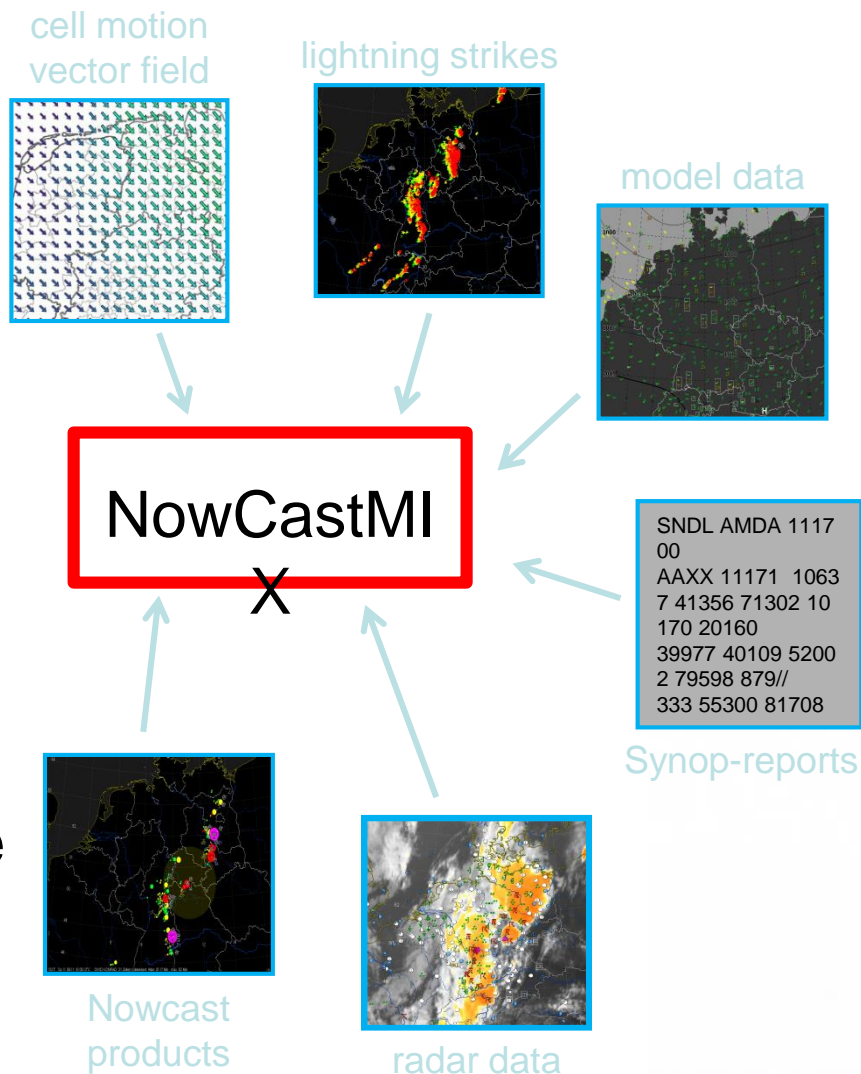 cell motion
vector field
lightning strikes
model data
NowCastMI
X
SNDL AMDA 1117
00
AAXX 11171 1063
7 41356 71302 10
170 20160
39977 40109 5200
2 79598 879//
333 55300 81708
Synop-reports
e
Nowcast
products
radar data
H